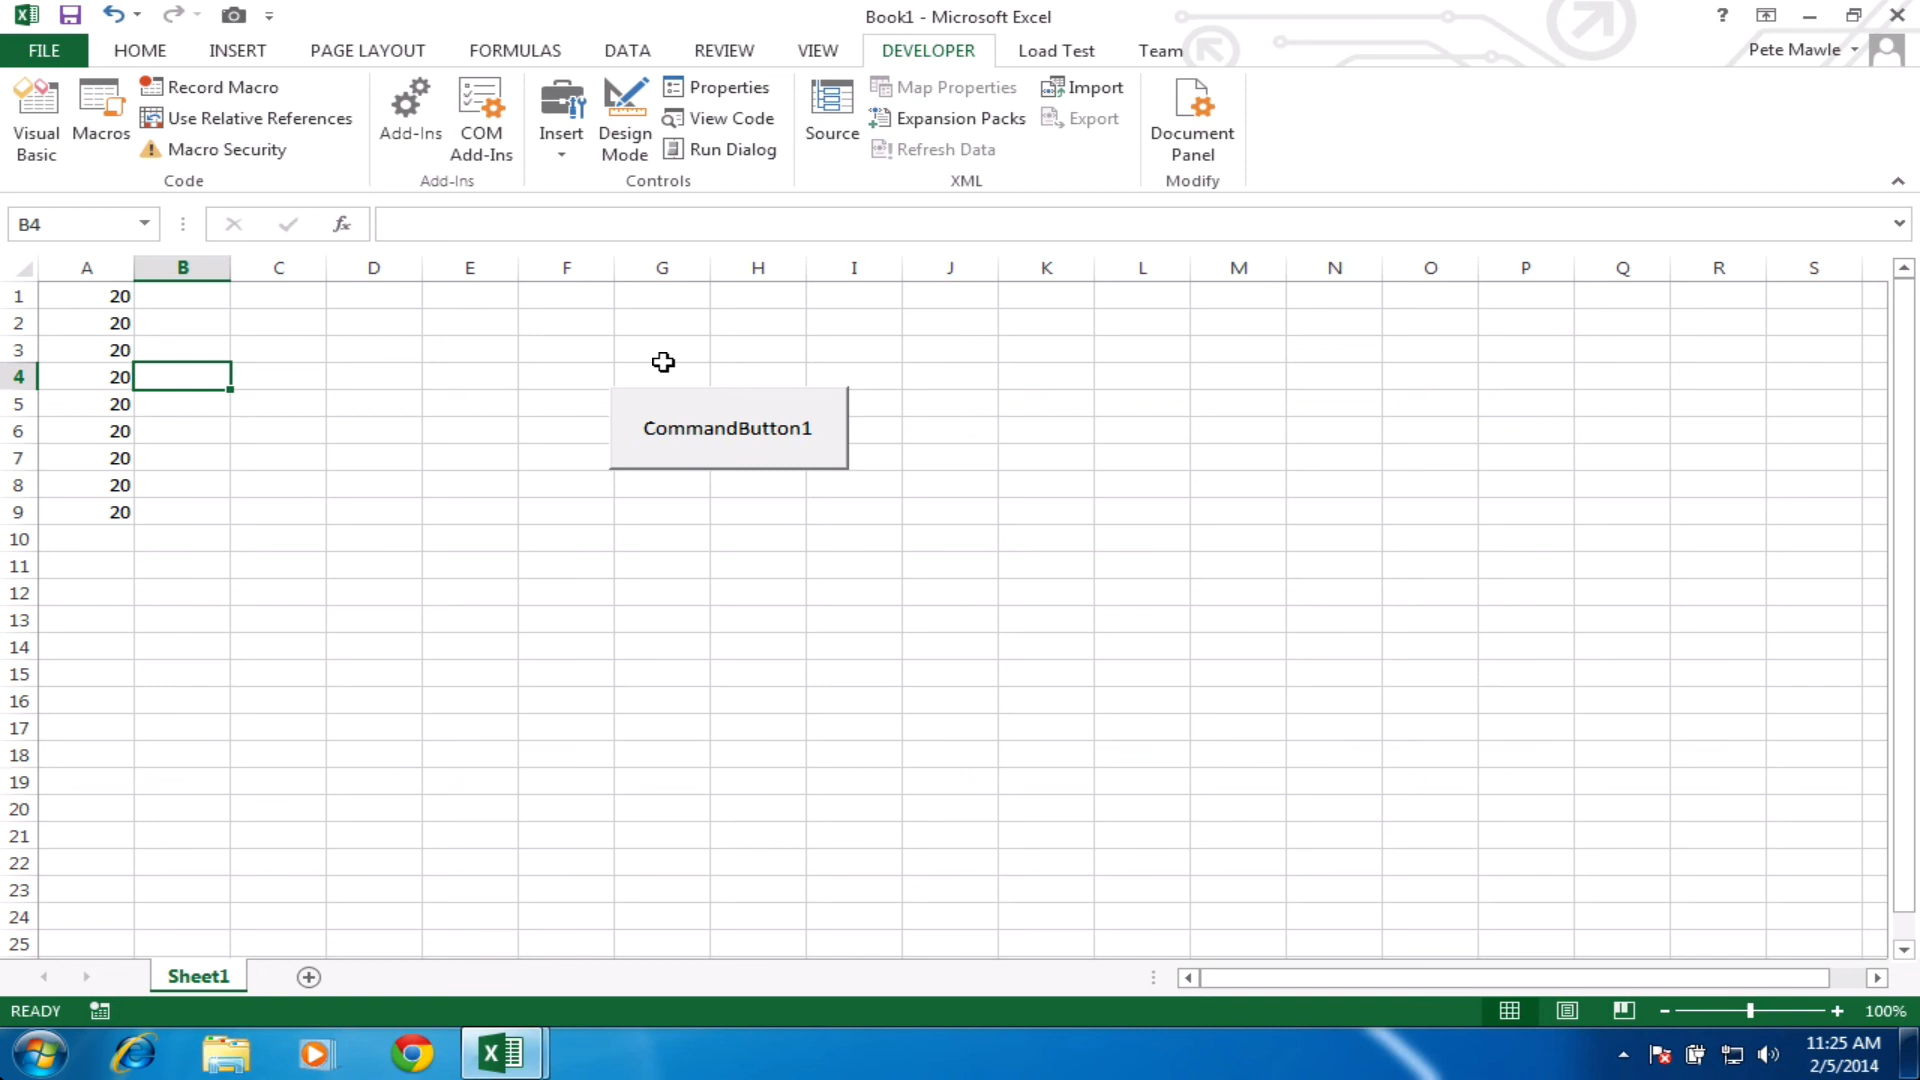 Book1 - Microsoft Excel
?
FILE HOME INSERT PAGE LAYOUT FORMULAS DATA REVIEW VIEW DEVELOPER Load Test Team Pete Mawle
Visual Basic
Macros
Record Macro
Use Relative References
Macro Security
Code
Add-Ins
COM Add-Ins
Add-Ins
Insert
Design Mode
Properties
View Code
Run Dialog
Controls
Source
Map Properties
Expansion Packs
Refresh Data
Import
Export
XML
Document Panel
Modify
B4 fx
A B C D E F G H I J K L M N O P Q R S
1 20
2 20
3 20
4 20
5 20
6 20
7 20
8 20
9 20
CommandButton1
10
11
12
13
14
15
16
17
18
19
20
21
22
23
24
25
Sheet1
READY 100%
11:25 AM
2/5/2014